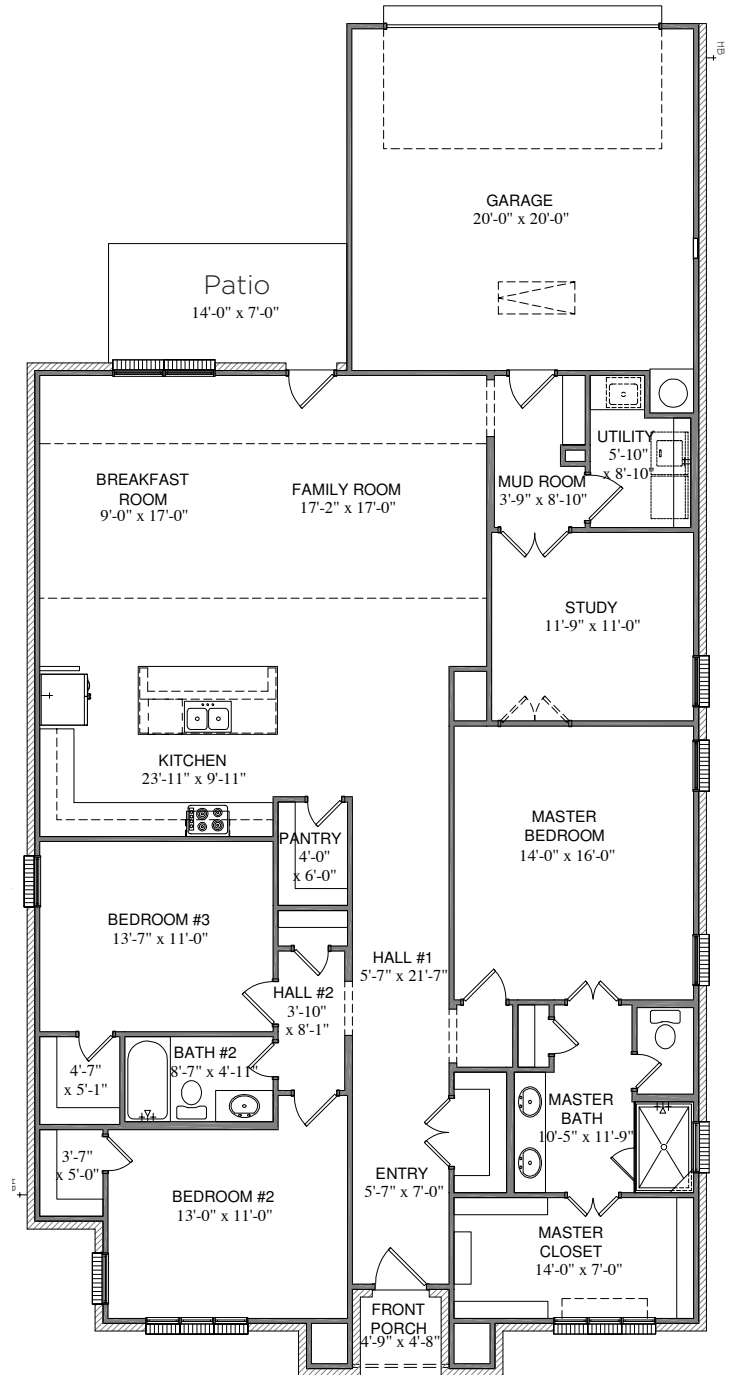 HB
GARAGE
20'-0" x 20'-0"
Patio
14'-0" x 7'-0"
UTILITY
5'-10"
x 8'-10"
BREAKFAST
ROOM
9'-0" x 17'-0"
FAMILY ROOM
17'-2" x 17'-0"
MUD ROOM
3'-9" x 8'-10"
STUDY
11'-9" x 11'-0"
KITCHEN
23'-11" x 9'-11"
MASTER
BEDROOM
14'-0" x 16'-0"
PANTRY
4'-0"
x 6'-0"
BEDROOM #3
13'-7" x 11'-0"
HALL #1
5'-7" x 21'-7"
HALL #2
3'-10"
x 8'-1"
BATH #2
8'-7" x 4'-11"
4'-7"
x 5'-1"
MASTER
BATH
10'-5" x 11'-9"
3'-7"
x 5'-0"
HB
ENTRY
5'-7" x 7'-0"
BEDROOM #2
13'-0" x 11'-0"
MASTER
CLOSET
14'-0" x 7'-0"
FRONT
PORCH
4'-9" x 4'-8"